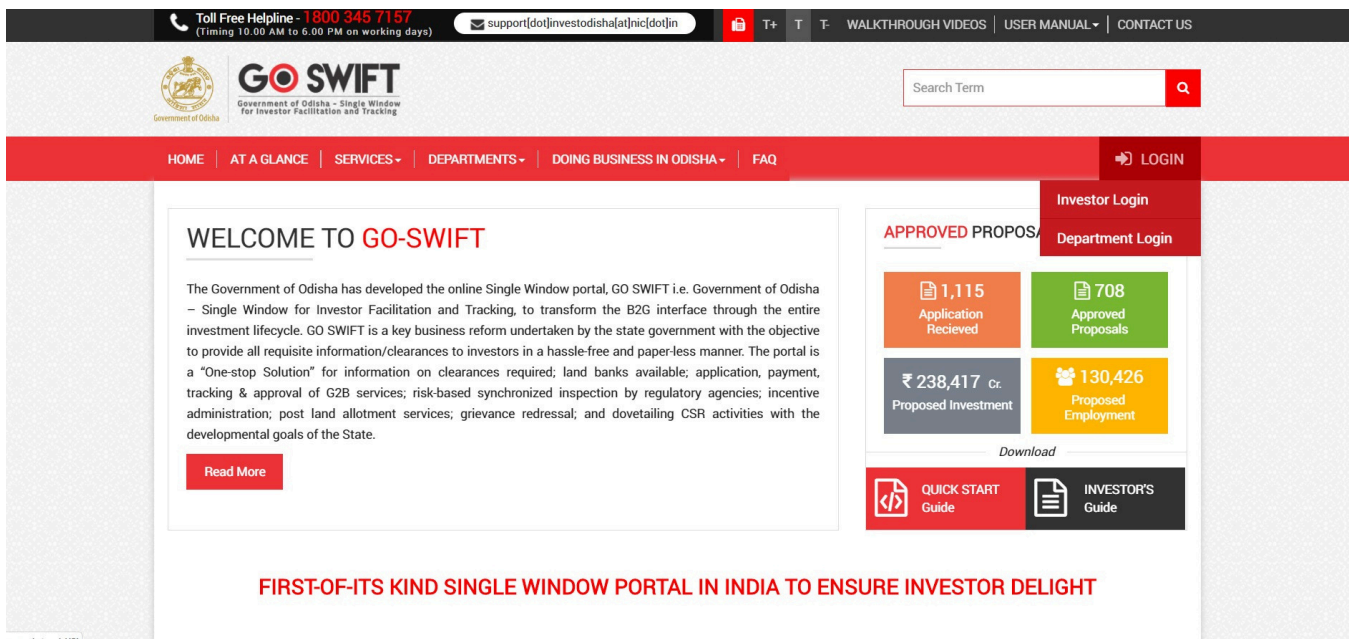 Toll Free Helpline - 1800 345 7157
(Timing 10.00 AM to 6.00 PM on working days)
support[dot]investodisha[at]nic[dot]in
T+ T T- WALKTHROUGH VIDEOS | USER MANUAL | CONTACT US
Government of Odisha
GO SWIFT
Government of Odisha - Single Window
for Investor Facilitation and Tracking
Search Term
HOME | AT A GLANCE | SERVICES | DEPARTMENTS | DOING BUSINESS IN ODISHA | FAQ
LOGIN
Investor Login
Department Login
WELCOME TO GO-SWIFT
The Government of Odisha has developed the online Single Window portal, GO SWIFT i.e. Government of Odisha
– Single Window for Investor Facilitation and Tracking, to transform the B2G interface through the entire
investment lifecycle. GO SWIFT is a key business reform undertaken by the state government with the objective
to provide all requisite information/clearances to investors in a hassle-free and paper-less manner. The portal is
a “One-stop Solution” for information on clearances required; land banks available; application, payment,
tracking & approval of G2B services; risk-based synchronized inspection by regulatory agencies; incentive
administration; post land allotment services; grievance redressal; and dovetailing CSR activities with the
developmental goals of the State.
Read More
APPROVED
1,115
Application
Recieved
708
Approved
Proposals
₹ 238,417 Cr.
Proposed Investment
130,426
Proposed
Employment
Download
QUICK START
Guide
INVESTOR'S
Guide
FIRST-OF-ITS KIND SINGLE WINDOW PORTAL IN INDIA TO ENSURE INVESTOR DELIGHT